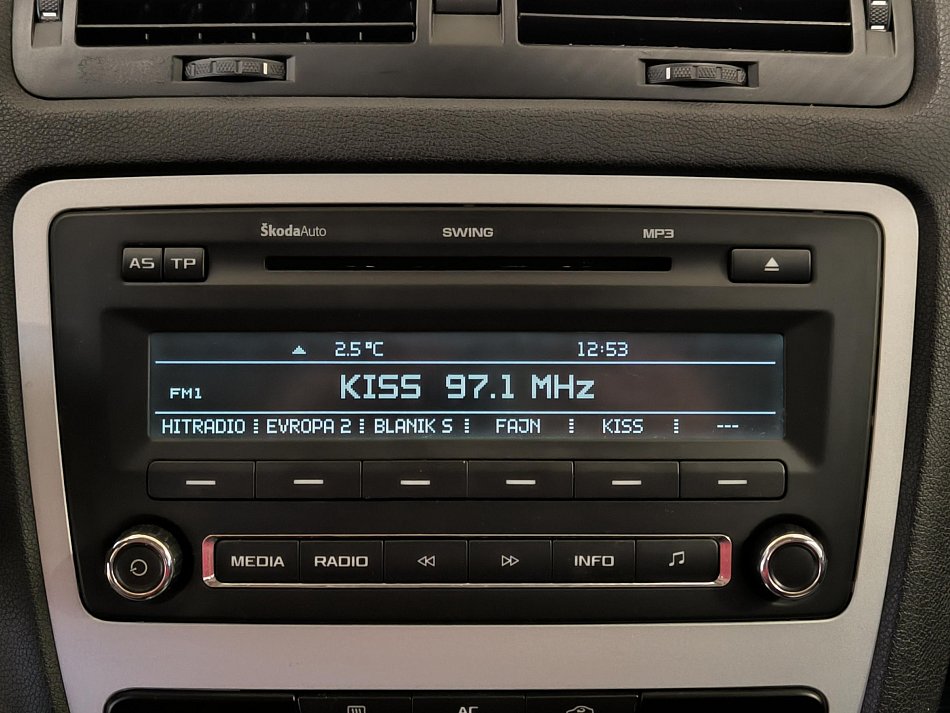 ŠkodaAuto SWING MP3
AS TP
2.5°C 12:53
FM1 KISS 97.1 MHz
HITRADIO EVROPA 2 BLANIK S FAJN KISS ---
MEDIA RADIO INFO
AC